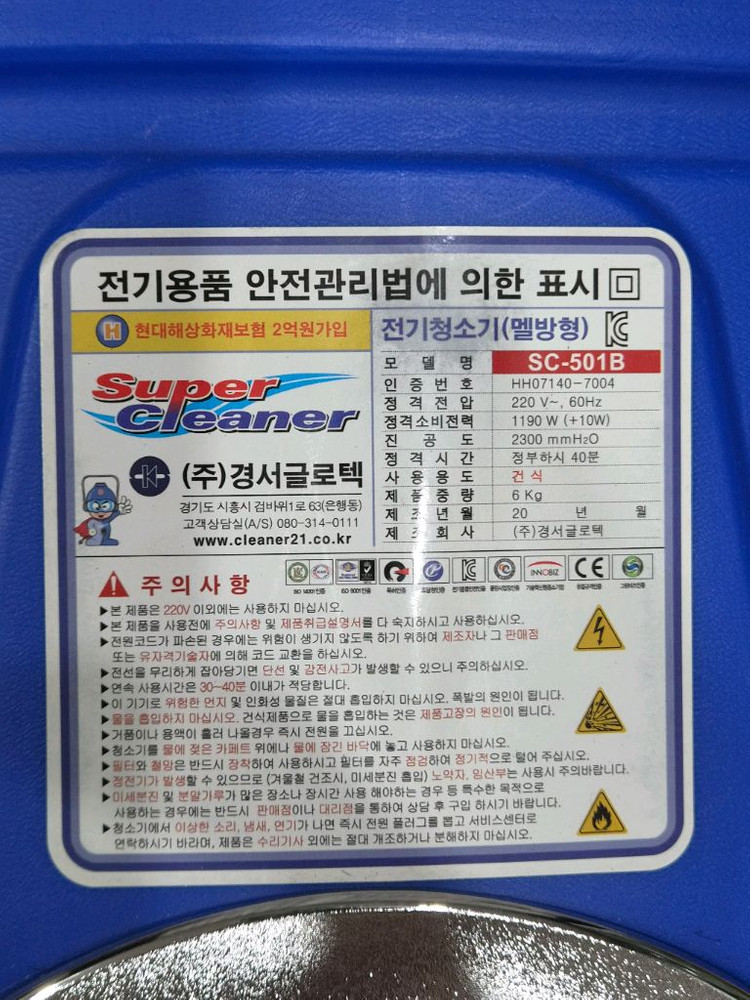 전기용품 안전관리법에 의한 표시
H 현대해상화재보험 2억원가입
전기청소기(멜방형)
Super Cleaner
(주)경서글로텍
경기도 시흥시 검바위1로 63(은행동)
고객상담실(A/S) 080-314-0111
www.cleaner21.co.kr
모델명 SC-501B
인증번호 HH07140-7004
정격전압 220 V~, 60Hz
정격소비전력 1190 W (+10W)
진공도 2300 mmH₂O
정격시간 정부하시 40분
사용용도 건식
제품중량 6 Kg
제조년월 20 년 월
제조회사 (주)경서글로텍
INNOBIZ CE
ISO 14001인증 ISO 9001인증
주의사항
▶본 제품은 220V 이외에는 사용하지 마십시오.
▶본 제품을 사용전에 주의사항 및 제품취급설명서를 다 숙지하시고 사용하십시오.
▶전원코드가 파손된 경우에는 위험이 생기지 않도록 하기 위하여 제조자나 그 판매점
또는 유자격기술자에 의해 코드 교환을 하십시오.
▶전선을 무리하게 잡아당기면 단선 및 감전사고가 발생할 수 있으니 주의하십시오.
▶연속 사용시간은 30~40분 이내가 적당합니다.
▶이 기기로 위험한 먼지 및 인화성 물질은 절대 흡입하지 마십시오. 폭발의 원인이 됩니다.
▶물을 흡입하지 마십시오. 건식제품으로 물을 흡입하는 것은 제품고장의 원인이 됩니다.
▶거품이나 용액이 흘러 나올경우 즉시 전원을 끄십시오.
▶청소기를 물에 젖은 카페트 위에나 물에 잠긴 바닥에 놓고 사용하지 마십시오.
▶필터와 철망은 반드시 장착하여 사용하시고 필터를 자주 점검하여 정기적으로 털어 주십시오.
▶정전기가 발생할 수 있으므로 (겨울철 건조시, 미세분진 흡입) 노약자, 임산부는 사용시 주의바랍니다.
▶미세분진 및 분말가루가 많은 장소나 장시간 사용 해야하는 경우 등 특수한 목적으로
사용하는 경우에는 반드시 판매점이나 대리점을 통하여 상담 후 구입 하시기 바랍니다.
▶청소기에서 이상한 소리, 냄새, 연기가 나면 즉시 전원 플러그를 뽑고 서비스센터로
연락하시기 바라며, 제품은 수리기사 외에는 절대 개조하거나 분해하지 마십시오.